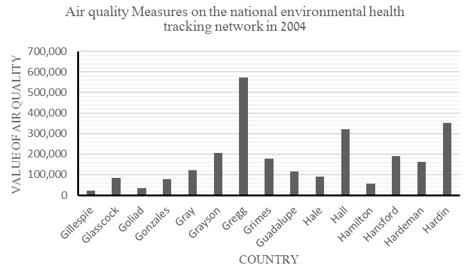 Air quality Measures on the national environmental health
tracking network in 2004
VALUE OF AIR QUALITY
700,000
600,000
500,000
400,000
300,000
200,000
100,000
0
Gillespie
Glasscock
Goliad
Gonzales
Gray
Grayson
Gregg
Grimes
Guadalupe
Hale
Hall
Hamilton
Hansford
Hardeman
Hardin
COUNTRY